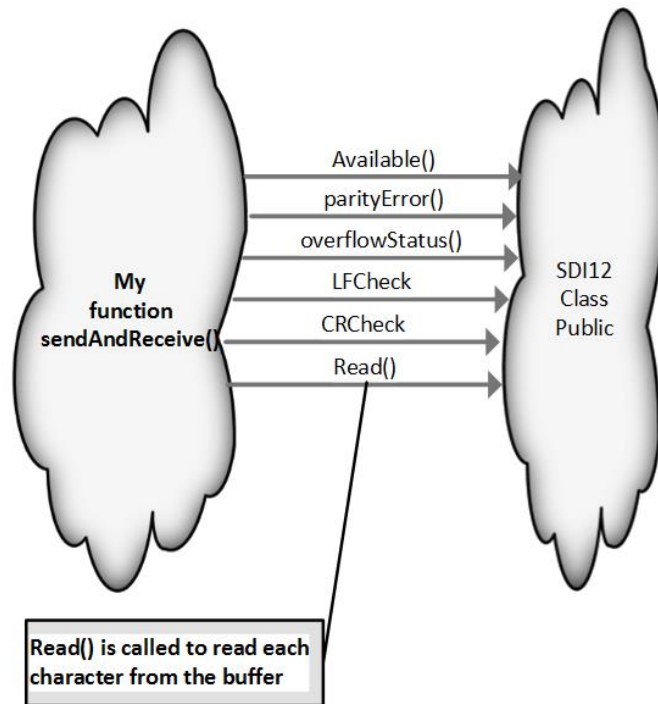 Available()
parityError()
overflowStatus()
LFCheck
CRCheck
Read()
My
function
sendAndReceive()
SDI12
Class
Public
Read() is called to read each
character from the buffer